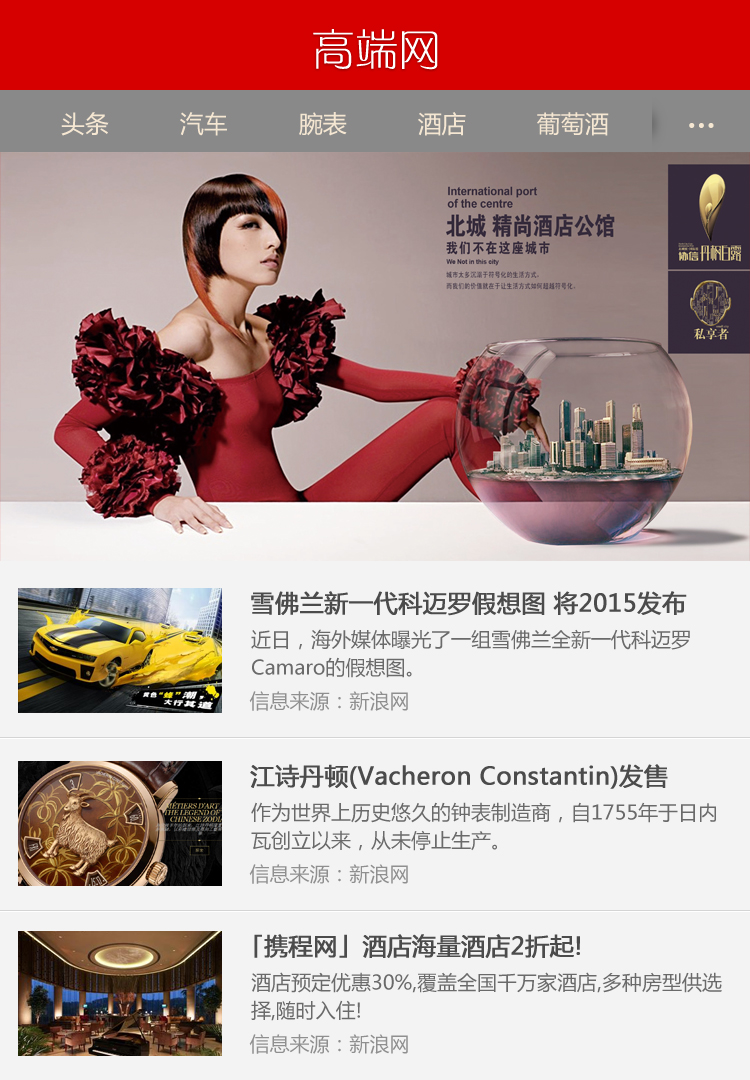 高端网
头条 汽车 腕表 酒店 葡萄酒 ...
International port
of the centre
北城 精尚酒店公馆
我们不在这座城市
We Not in this city
城市太多沉湎于符号化的生活方式。
而我们的价值就在于让生活方式如何超越符号化。
协信 丹枫白露
私享者
雪佛兰新一代科迈罗假想图 将2015发布
近日，海外媒体曝光了一组雪佛兰全新一代科迈罗
Camaro的假想图。
信息来源：新浪网
黄色“蜂”潮，
大行其道
江诗丹顿(Vacheron Constantin)发售
作为世界上历史悠久的钟表制造商，自1755年于日内
瓦创立以来，从未停止生产。
信息来源：新浪网
MÉTIERS D'ART
THE LEGEND OF
CHINESE ZODI
「携程网」酒店海量酒店2折起!
酒店预定优惠30%,覆盖全国千万家酒店,多种房型供选
择,随时入住!
信息来源：新浪网